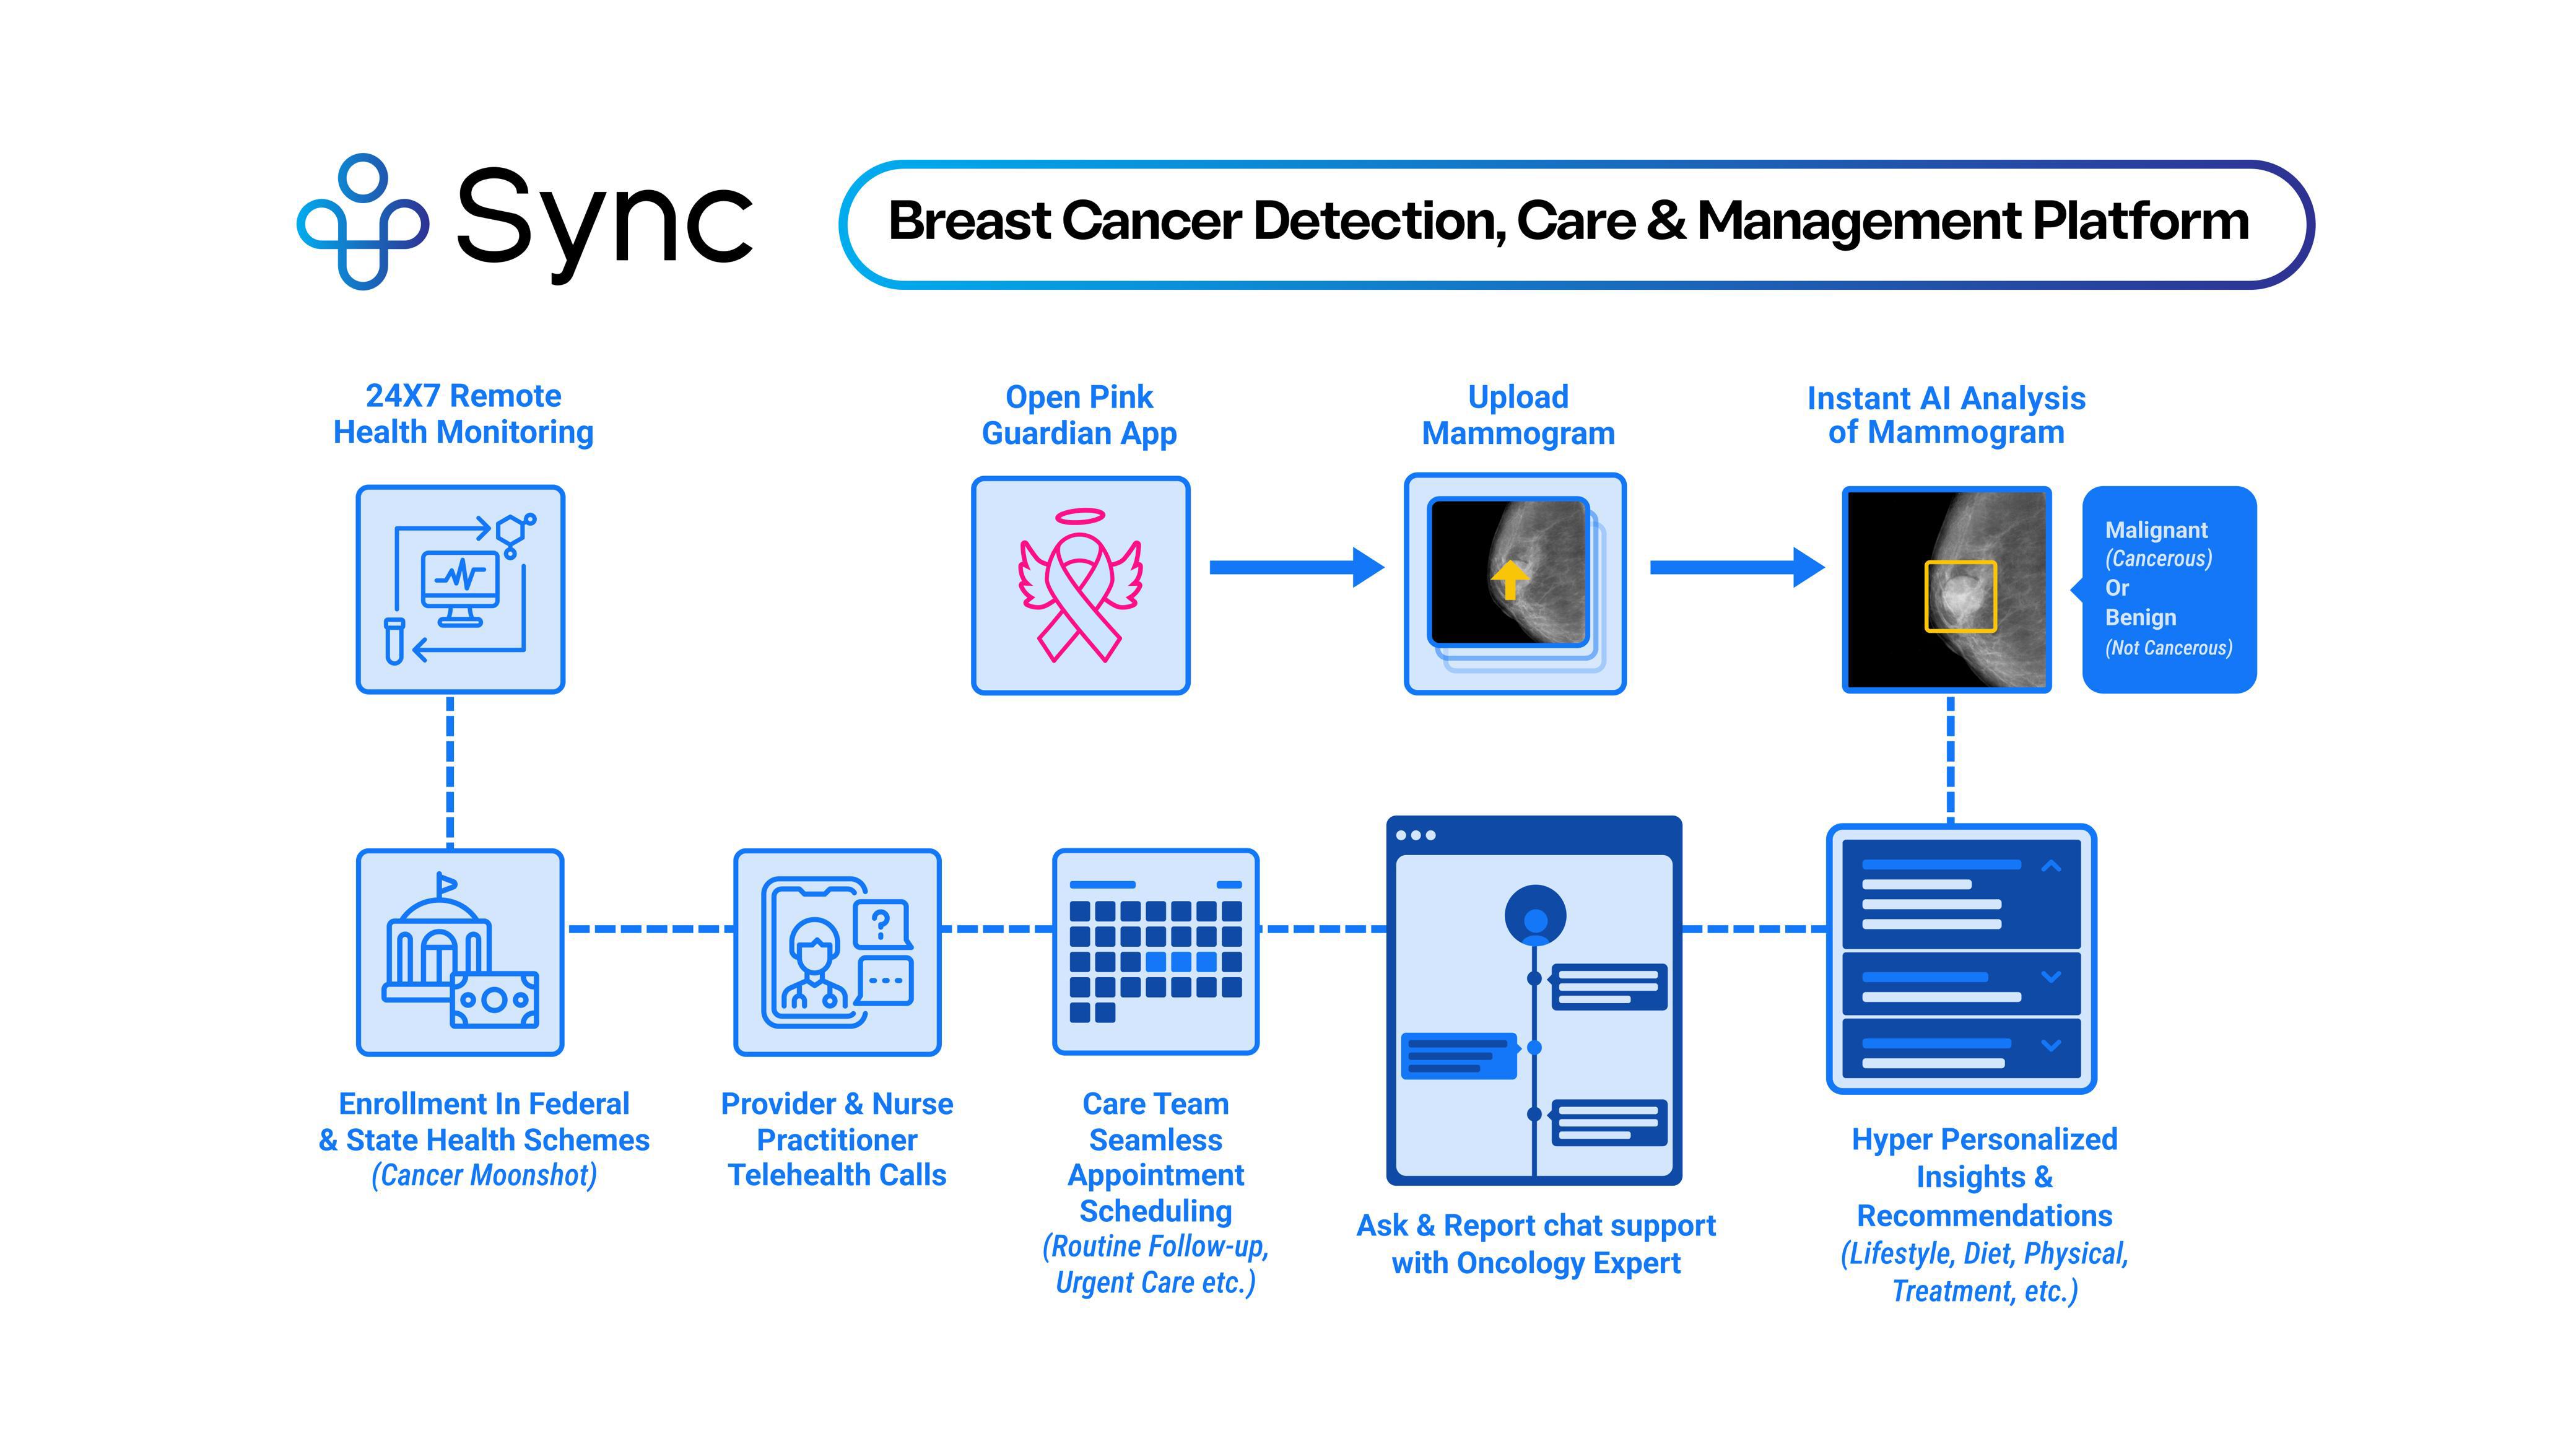 Sync
Breast Cancer Detection, Care & Management Platform
24X7 Remote
Health Monitoring
Open Pink
Guardian App
Upload
Mammogram
Instant AI Analysis
of Mammogram
Malignant
(Cancerous)
Or
Benign
(Not Cancerous)
?
Enrollment In Federal
& State Health Schemes
(Cancer Moonshot)
Provider & Nurse
Practitioner
Telehealth Calls
Care Team
Seamless
Appointment
Scheduling
(Routine Follow-up,
Urgent Care etc.)
Ask & Report chat support
with Oncology Expert
Hyper Personalized
Insights &
Recommendations
(Lifestyle, Diet, Physical,
Treatment, etc.)